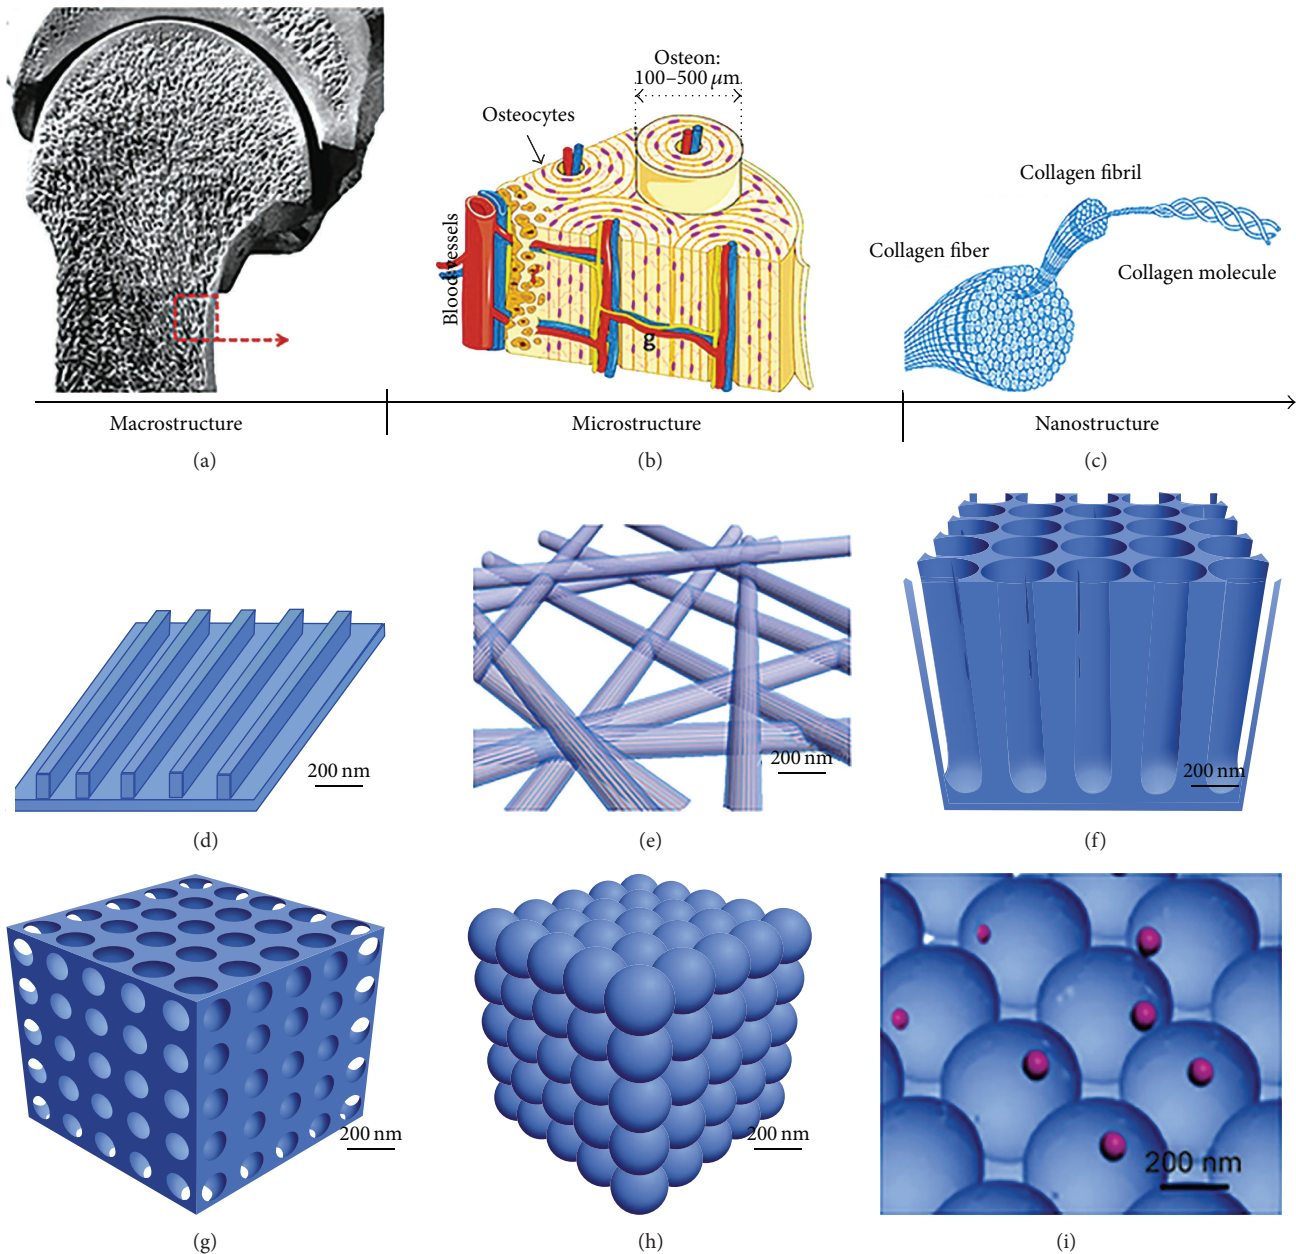 Osteon:
100–500 μm
Osteocytes
Blood vessels
g
Collagen fibril
Collagen fiber
Collagen molecule
Macrostructure
Microstructure
Nanostructure
(a)
(b)
(c)
200 nm
200 nm
200 nm
(d)
(e)
(f)
200 nm
200 nm
200 nm
(g)
(h)
(i)